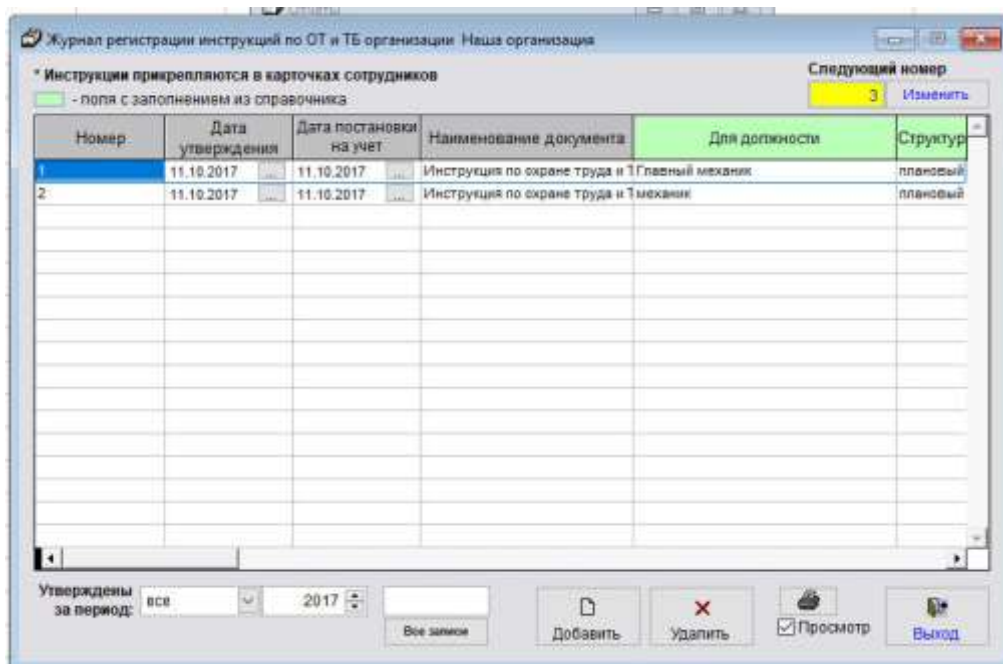 Отчеты
Журнал регистрации инструкций по ОТ и ТБ организации Наша организация
* Инструкции прикрепляются в карточках сотрудников
Следующий номер
- поля с заполнением из справочника
3 Изменить
Номер Дата утверждения Дата постановки на учет Наименование документа Для должности Структур
1 11.10.2017 ... 11.10.2017 ... Инструкция по охране труда и Т Главный механик плановый
2 11.10.2017 ... 11.10.2017 ... Инструкция по охране труда и Т механик плановый
Утверждены
за период: все 2017
Все записи
Добавить Удалить Просмотр Выход